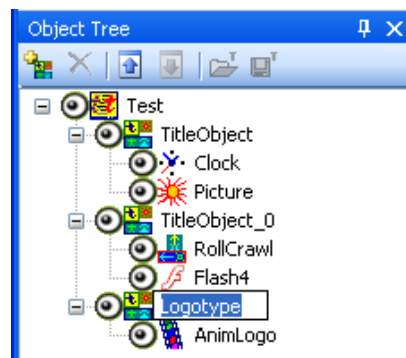 Object Tree
Test
TitleObject
Clock
Picture
TitleObject_0
RollCrawl
Flash4
Logotype
AnimLogo